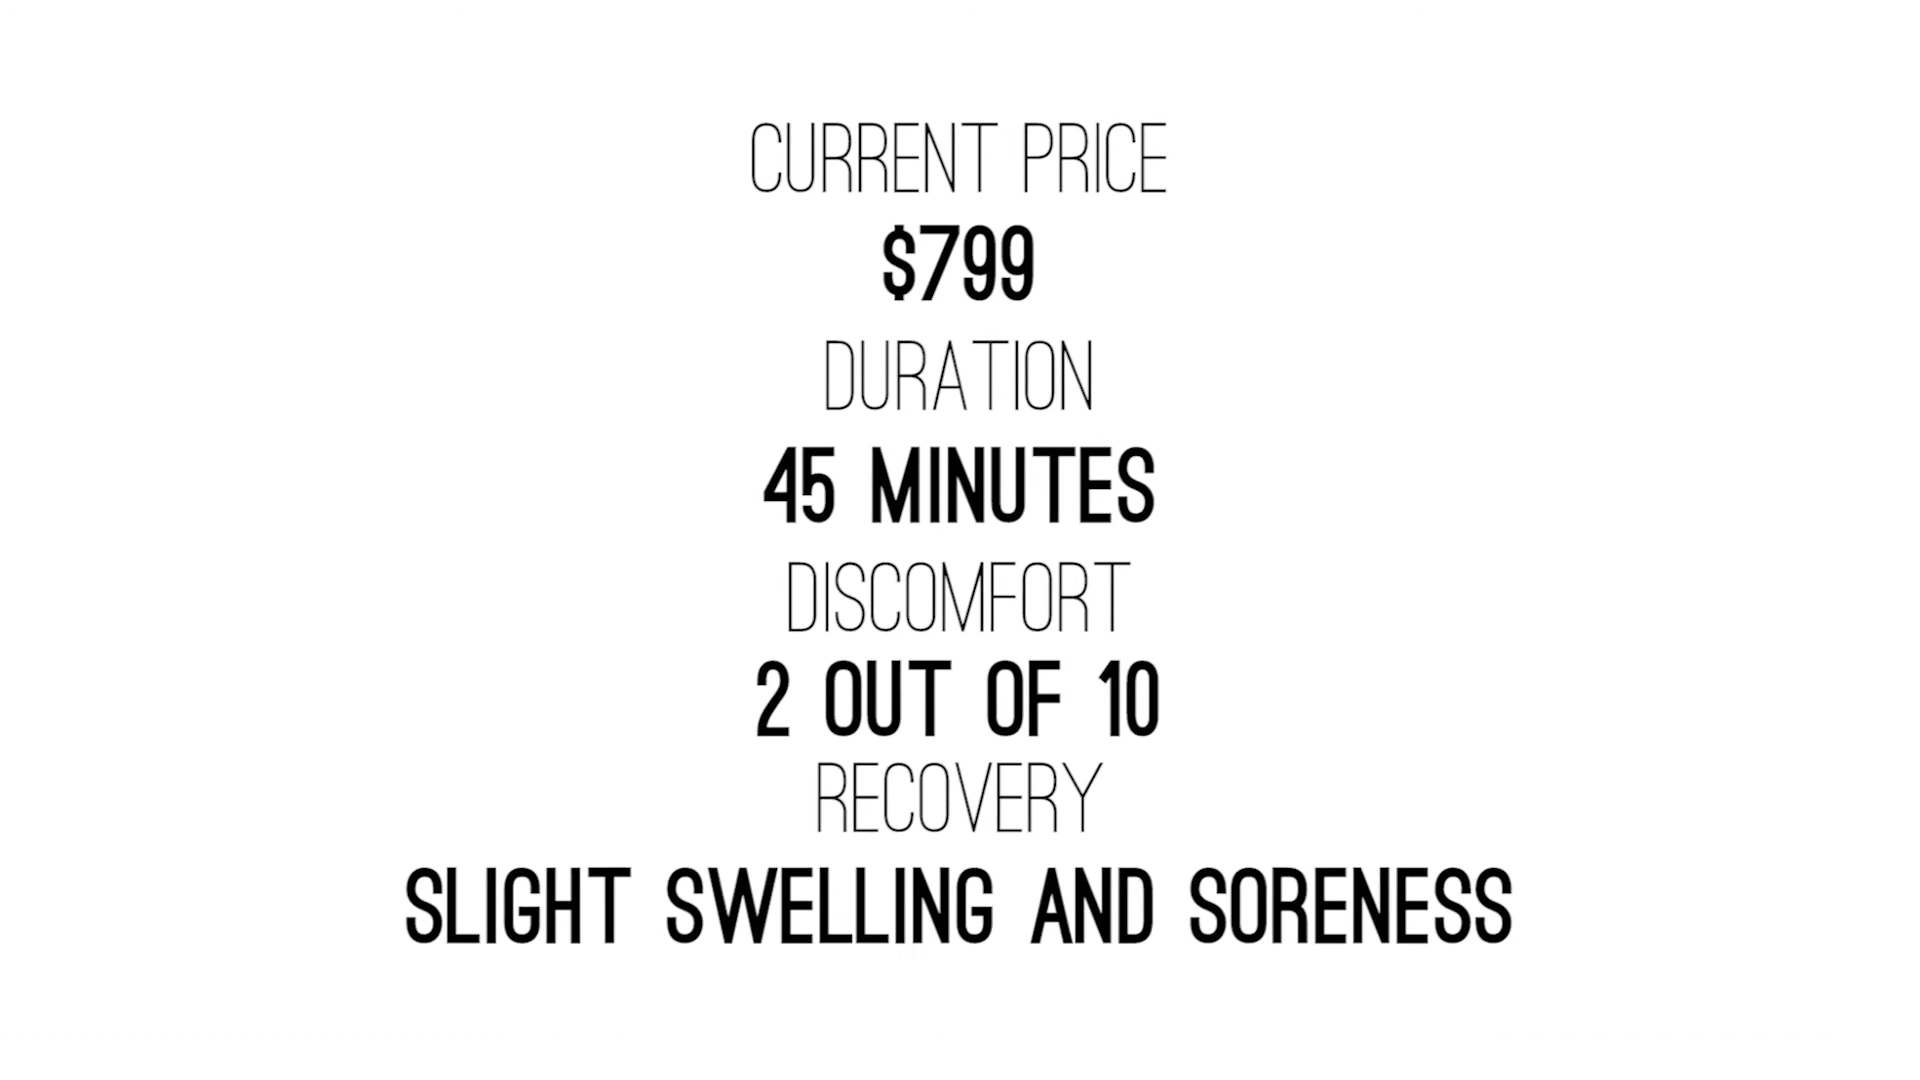 CURRENT PRICE
$799
DURATION
45 MINUTES
DISCOMFORT
2 OUT OF 10
RECOVERY
SLIGHT SWELLING AND SORENESS